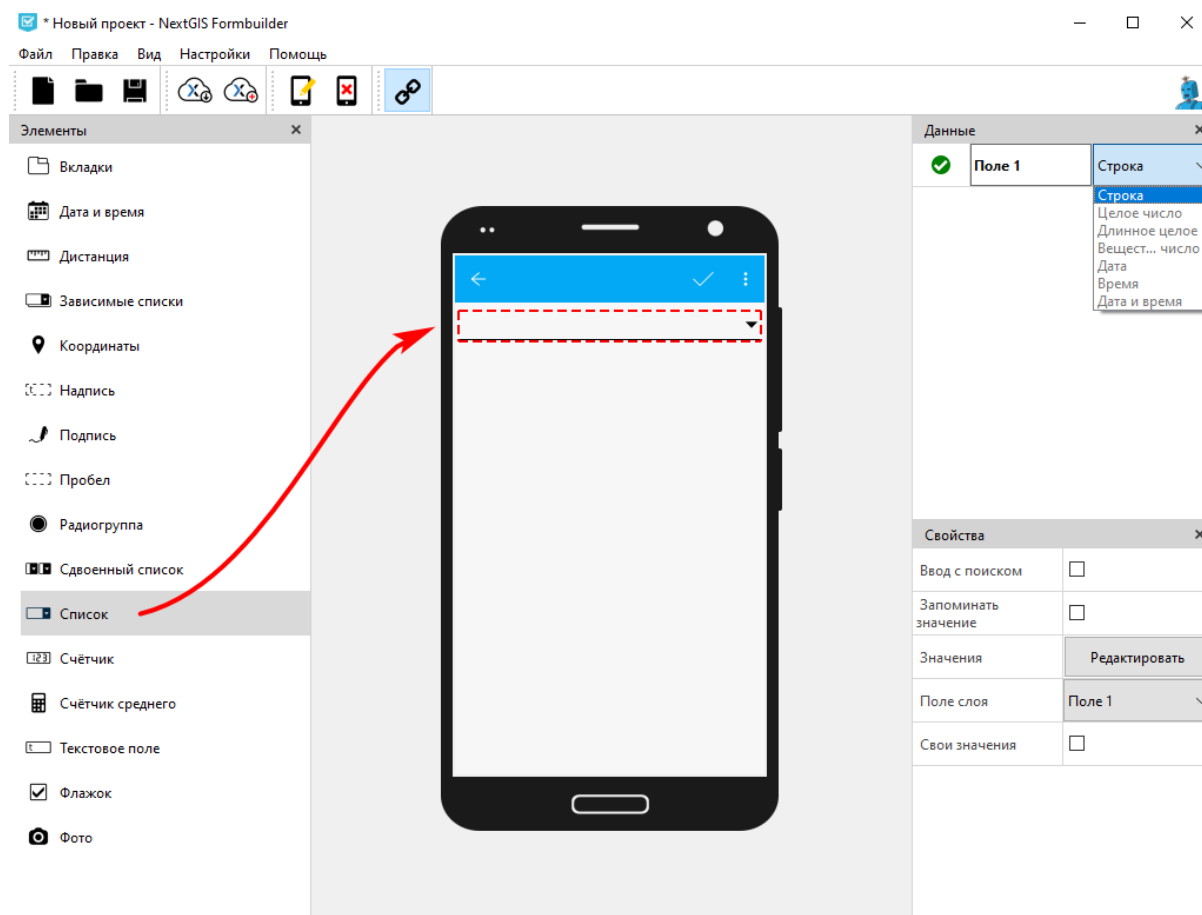 * Новый проект - NextGIS Formbuilder
Файл Правка Вид Настройки Помощь
Элементы
Вкладки
Дата и время
Дистанция
Зависимые списки
Координаты
Надпись
Подпись
Пробел
Радиогруппа
Сдвоенный список
Список
Счётчик
Счётчик среднего
Текстовое поле
Флажок
Фото
Данные
Поле 1 Строка
Строка
Целое число
Длинное целое
Вещест... число
Дата
Время
Дата и время
Свойства
Ввод с поиском
Запоминать
значение
Значения Редактировать
Поле слоя Поле 1
Свои значения